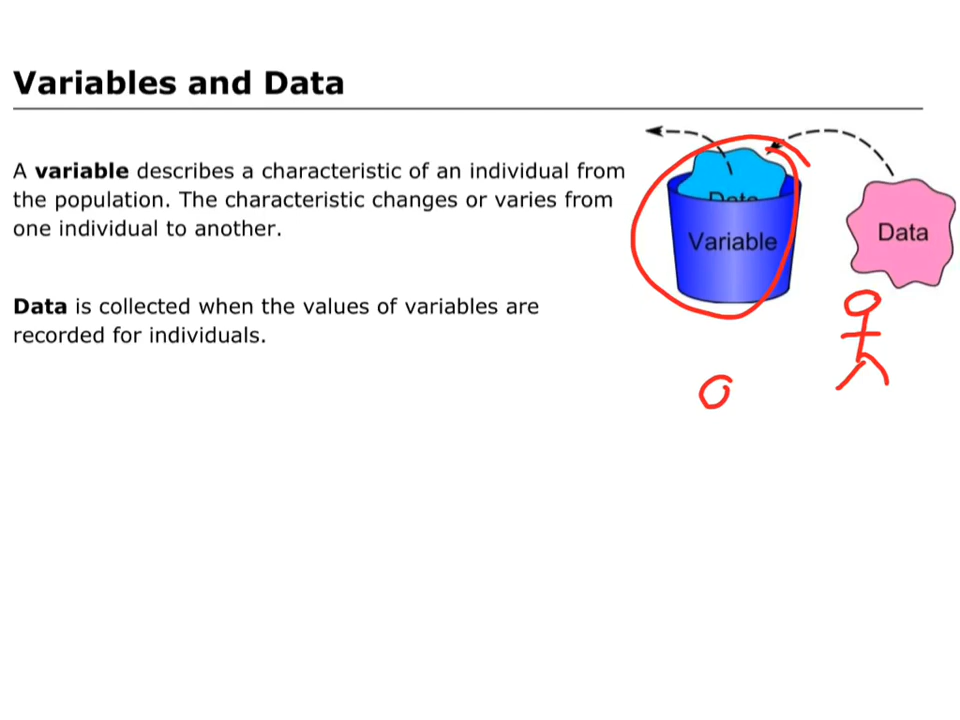 Variables and Data
A variable describes a characteristic of an individual from
the population. The characteristic changes or varies from
one individual to another.
Data is collected when the values of variables are
recorded for individuals.
Data
Variable
Data